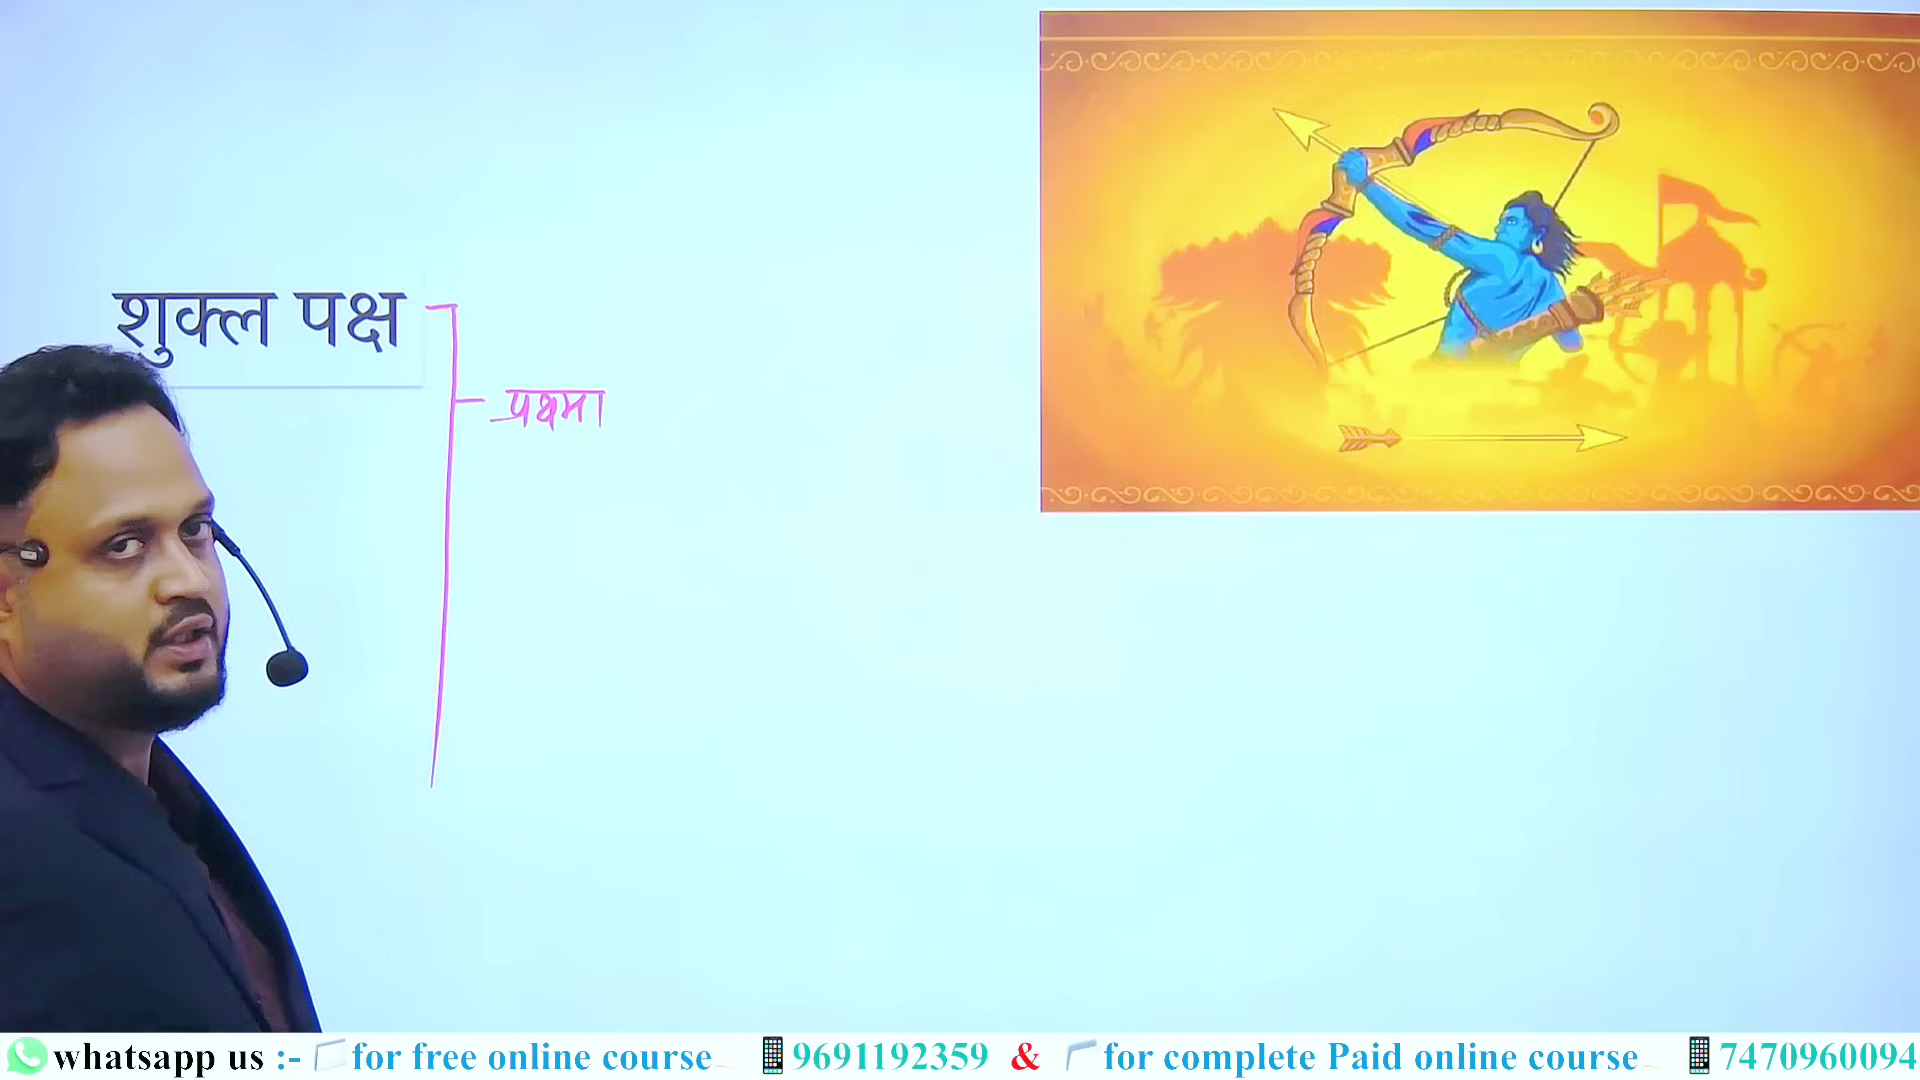 शुक्ल पक्ष
प्रथमा
whatsapp us :- for free online course 9691192359 & for complete Paid online course 7470960094